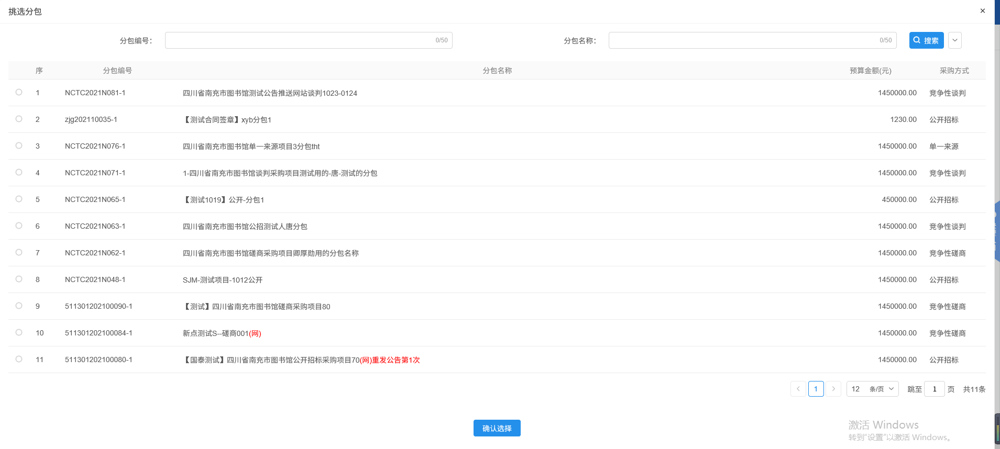 挑选分包
×
分包编号： 0/50 分包名称： 0/50 搜索
序 分包编号 分包名称 预算金额(元) 采购方式
1 NCTC2021N081-1 四川省南充市图书馆测试公告推送网站谈判1023-0124 1450000.00 竞争性谈判
2 zjg202110035-1 【测试合同签章】xyb分包1 1230.00 公开招标
3 NCTC2021N076-1 四川省南充市图书馆单一来源项目3分包tht 1450000.00 单一来源
4 NCTC2021N071-1 1-四川省南充市图书馆谈判采购项目测试用的-唐-测试的分包 1450000.00 竞争性谈判
5 NCTC2021N065-1 【测试1019】公开-分包1 450000.00 公开招标
6 NCTC2021N063-1 四川省南充市图书馆公招测试人唐分包 1450000.00 竞争性谈判
7 NCTC2021N062-1 四川省南充市图书馆磋商采购项目卿厚勋用的分包名称 1450000.00 竞争性磋商
8 NCTC2021N048-1 SJM-测试项目-1012公开 1450000.00 公开招标
9 511301202100090-1 【测试】四川省南充市图书馆磋商采购项目80 1450000.00 竞争性磋商
10 511301202100084-1 新点测试S--磋商001(网) 1450000.00 竞争性磋商
11 511301202100080-1 【国泰测试】四川省南充市图书馆公开招标采购项目70(网)重发公告第1次 1450000.00 公开招标
1 12 条/页 跳至 1 页 共11条
确认选择
激活 Windows
转到“设置”以激活 Windows。